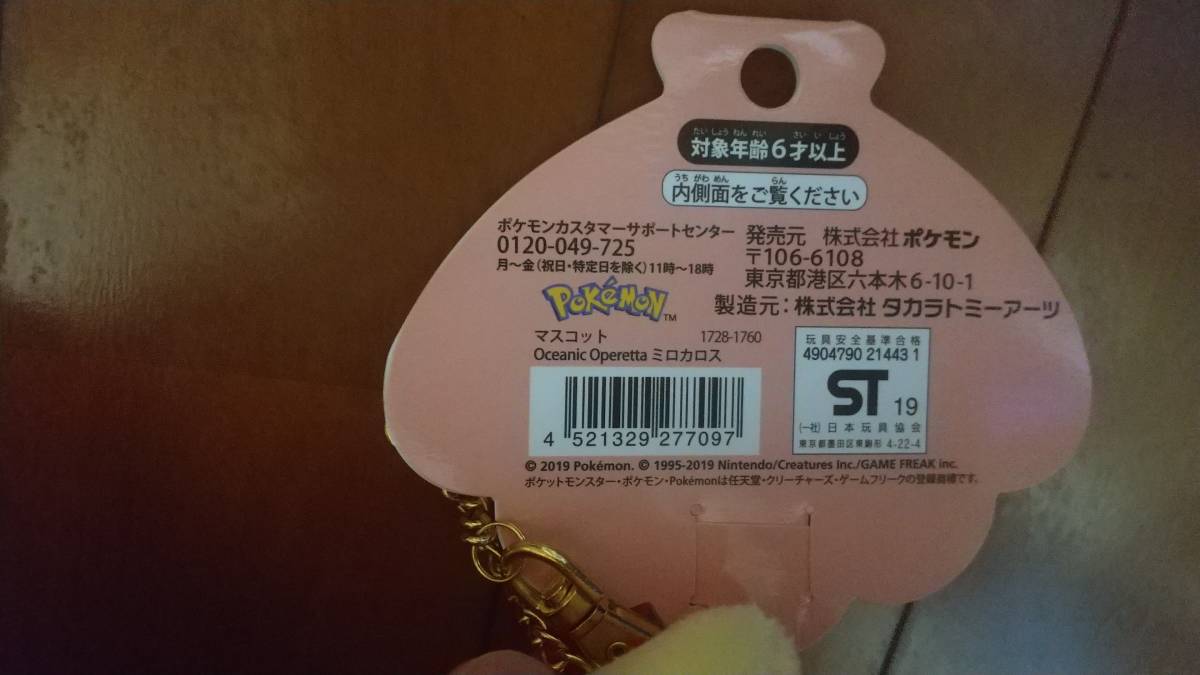 たいしょうねんれい さいいじょう
対象年齢6才以上
うちがわめん らん
内側面をご覧ください
ポケモンカスタマーサポートセンター
0120-049-725
月～金(祝日・特定日を除く)11時～18時
発売元 株式会社 ポケモン
〒106-6108
東京都港区六本木6-10-1
POKéMON™
製造元:株式会社 タカラトミーアーツ
マスコット 1728-1760
Oceanic Operetta ミロカロス
4 521329 277097
玩具安全基準合格
4904790 21443 1
ST 19
(一社)日本玩具協会
東京都墨田区東駒形 4-22-4
© 2019 Pokémon. © 1995-2019 Nintendo/Creatures Inc./GAME FREAK inc.
ポケットモンスター・ポケモン・Pokémonは任天堂・クリーチャーズ・ゲームフリークの登録商標です。